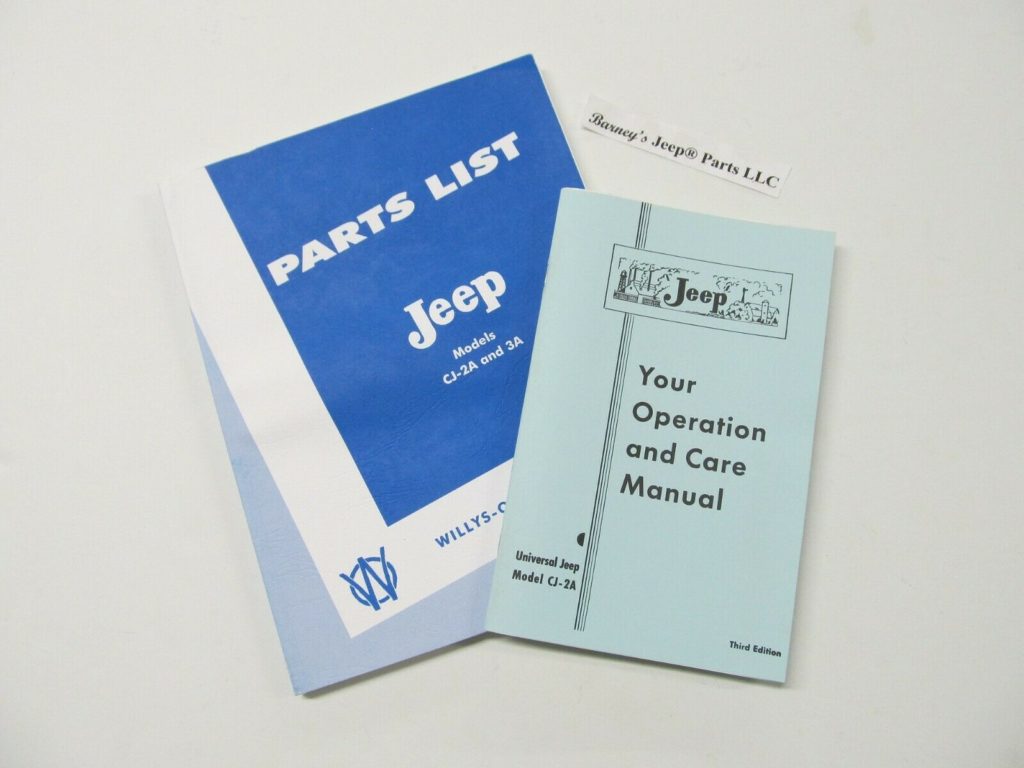 PARTS LIST
Jeep
Models
CJ-2A and 3A
WILLYS-O
WO
Barney's Jeep® Parts LLC
Jeep
Your
Operation
and Care
Manual
Universal Jeep
Model CJ-2A
Third Edition